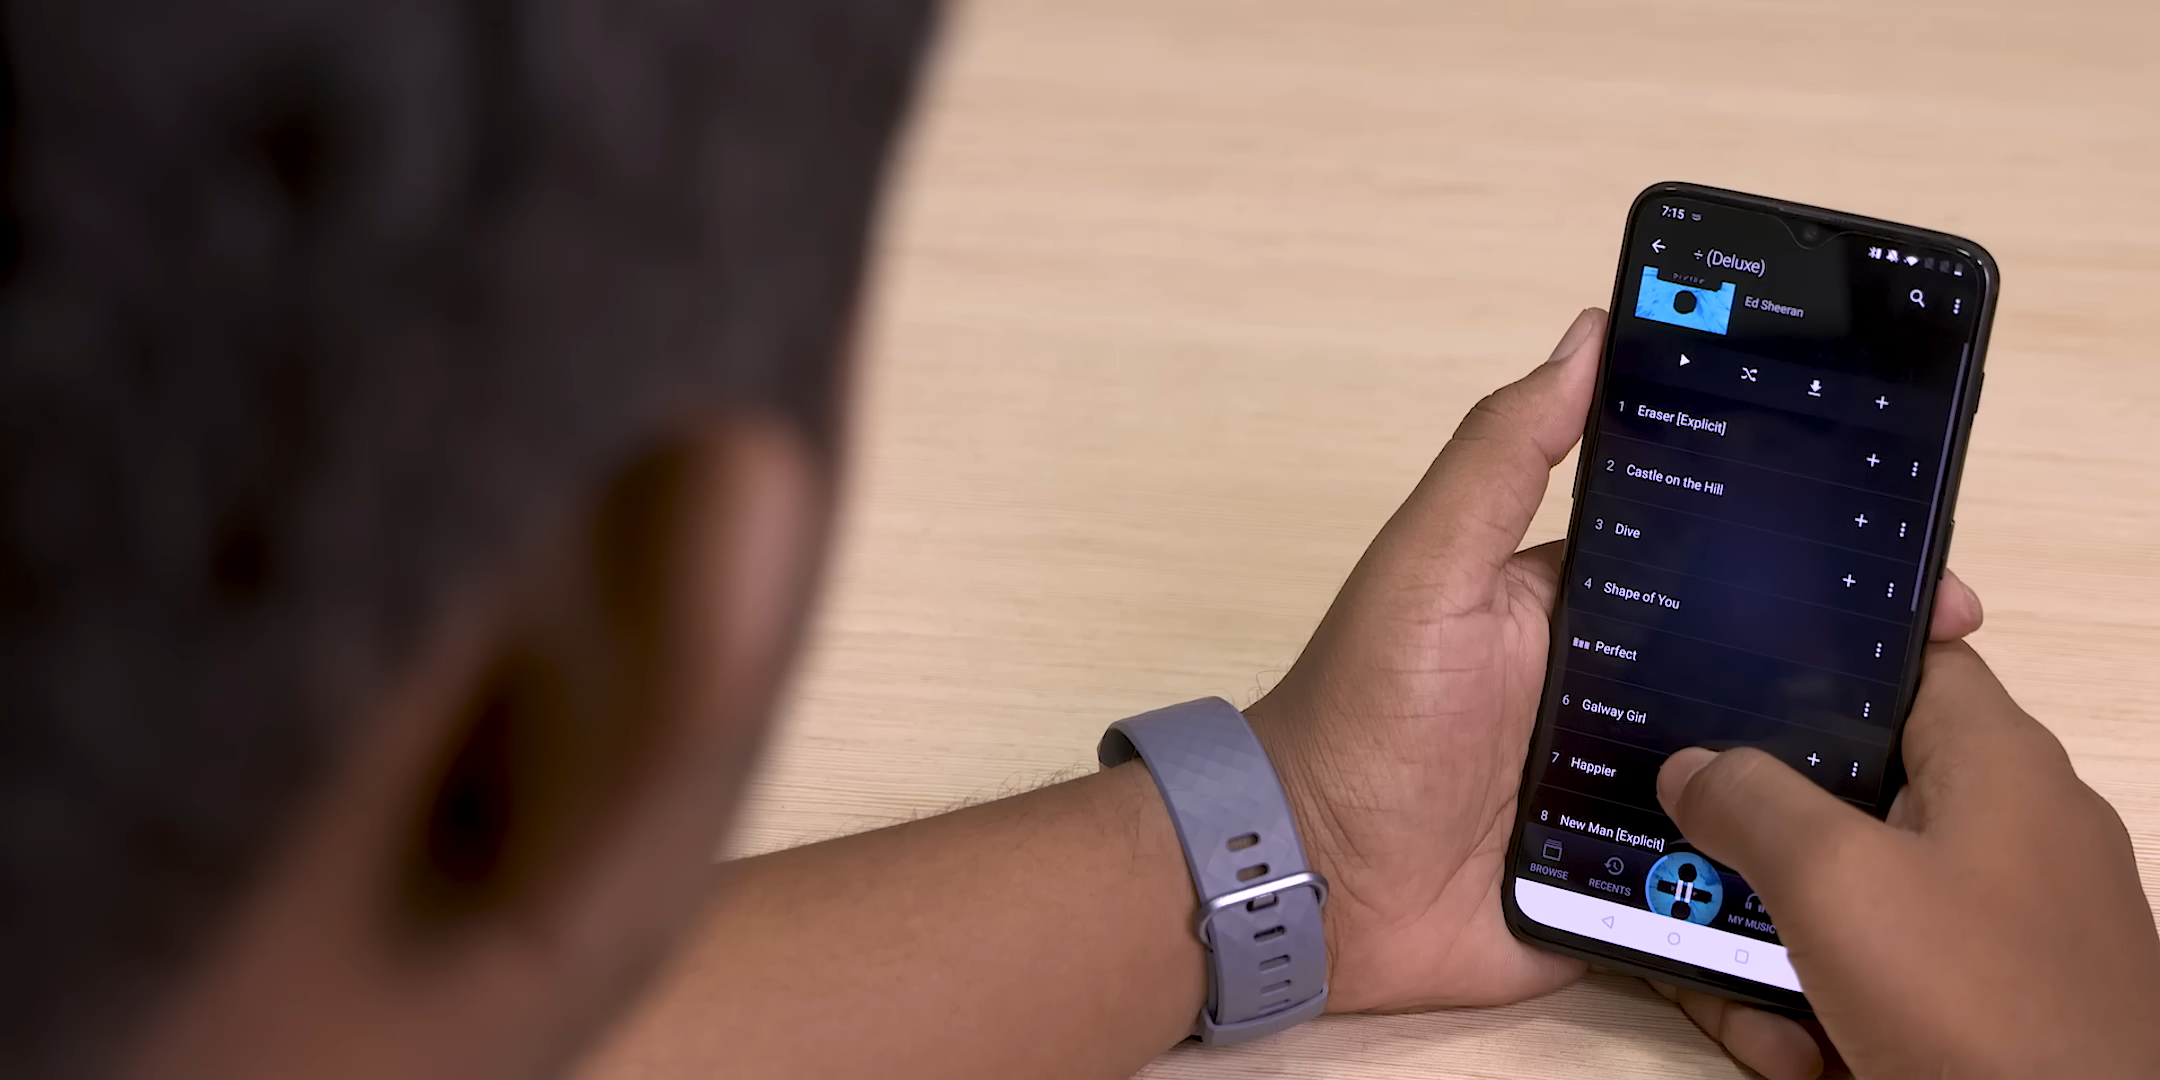 7:15
÷ (Deluxe)
Ed Sheeran
1 Eraser [Explicit]
2 Castle on the Hill
3 Dive
4 Shape of You
Perfect
6 Galway Girl
7 Happier
8 New Man [Explicit]
BROWSE
RECENTS
MY MUSIC